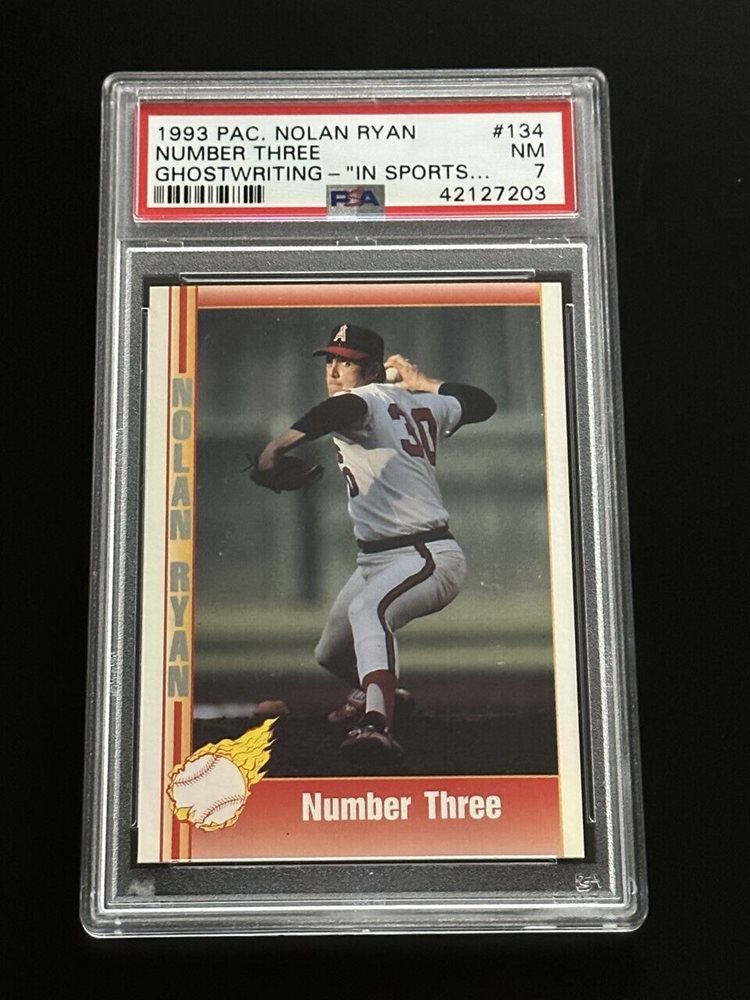 1993 PAC. NOLAN RYAN #134
NUMBER THREE NM
GHOSTWRITING – "IN SPORTS... 7
PSA 42127203
NOLAN RYAN
A
30
Number Three
PSA